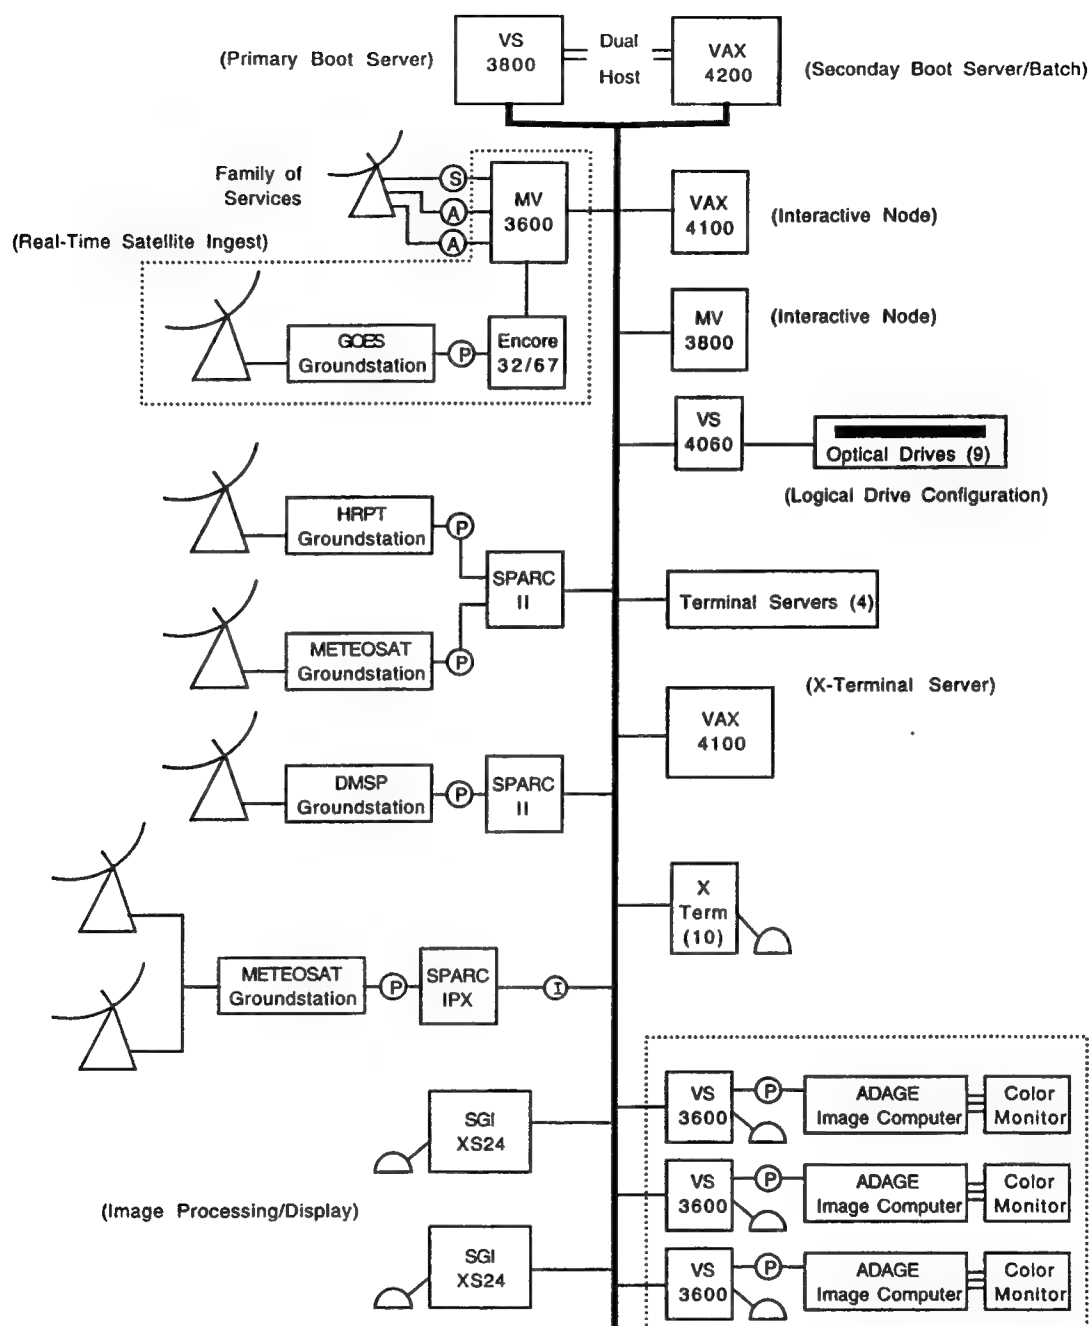 (Primary Boot Server)
VS
3800
Dual
Host
VAX
4200
(Seconday Boot Server/Batch)
Family of
Services
S
A
A
MV
3600
VAX
4100
(Interactive Node)
(Real-Time Satellite Ingest)
GOES
Groundstation
P
Encore
32/67
MV
3800
(Interactive Node)
VS
4060
Optical Drives (9)
(Logical Drive Configuration)
HRPT
Groundstation
P
SPARC
II
METEOSAT
Groundstation
P
Terminal Servers (4)
(X-Terminal Server)
VAX
4100
DMSP
Groundstation
P
SPARC
II
X
Term
(10)
METEOSAT
Groundstation
P
SPARC
IPX
I
SGI
XS24
VS
3600
P
ADAGE
Image Computer
Color
Monitor
(Image Processing/Display)
VS
3600
P
ADAGE
Image Computer
Color
Monitor
SGI
XS24
VS
3600
P
ADAGE
Image Computer
Color
Monitor